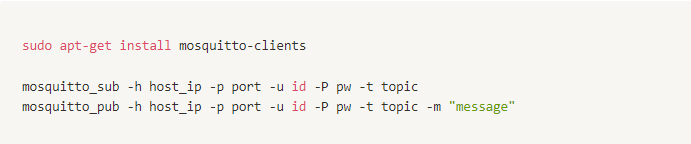 sudo apt-get install mosquitto-clients
mosquitto_sub -h host_ip -p port -u id -P pw -t topic
mosquitto_pub -h host_ip -p port -u id -P pw -t topic -m "message"